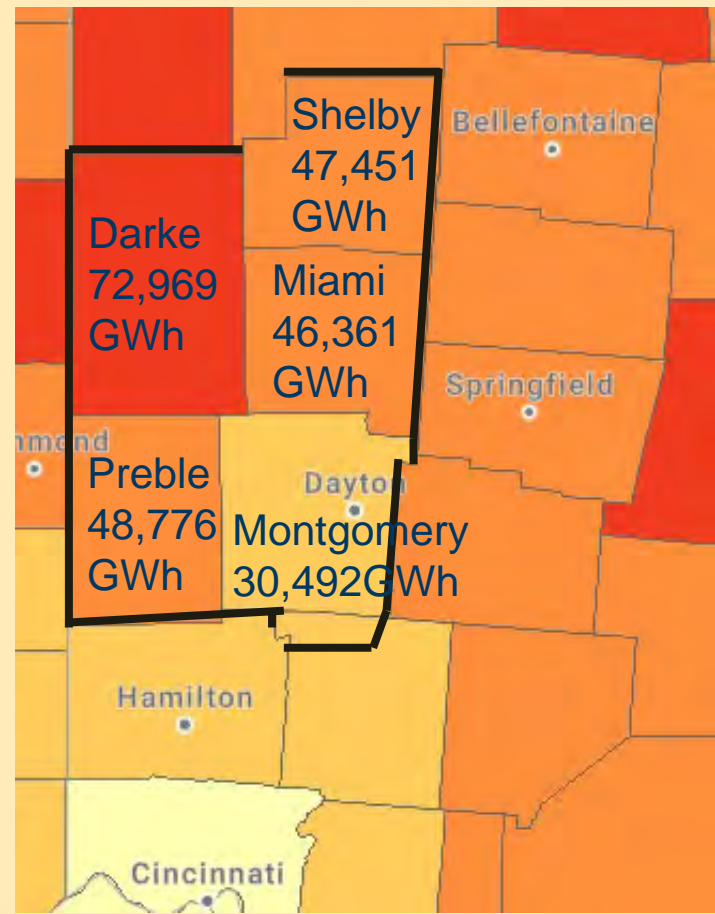 Shelby
47,451
GWh
Bellefontaine
Darke
72,969
GWh
Miami
46,361
GWh
Springfield
mmond
Preble
48,776
GWh
Dayton
Montgomery
30,492GWh
Hamilton
Cincinnati